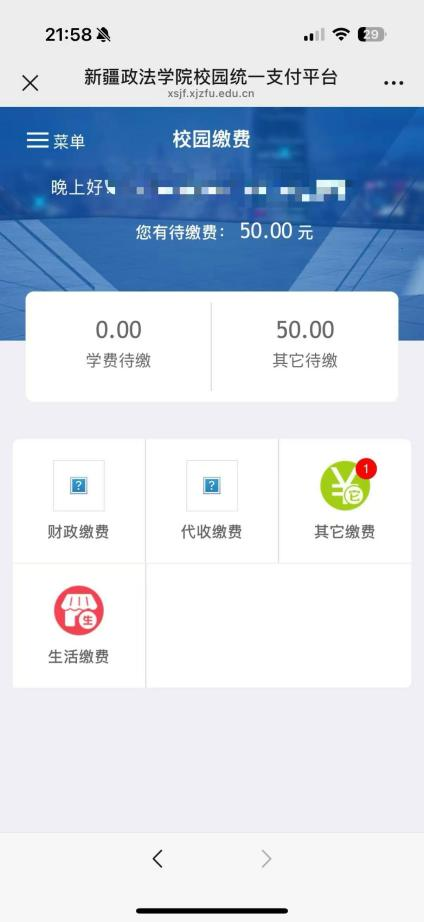 21:58
29
新疆政法学院校园统一支付平台
xsjf.xjzfu.edu.cn
菜单
校园缴费
晚上好
您有待缴费: 50.00 元
0.00
50.00
学费待缴
其它待缴
1
财政缴费
代收缴费
其它缴费
生活缴费